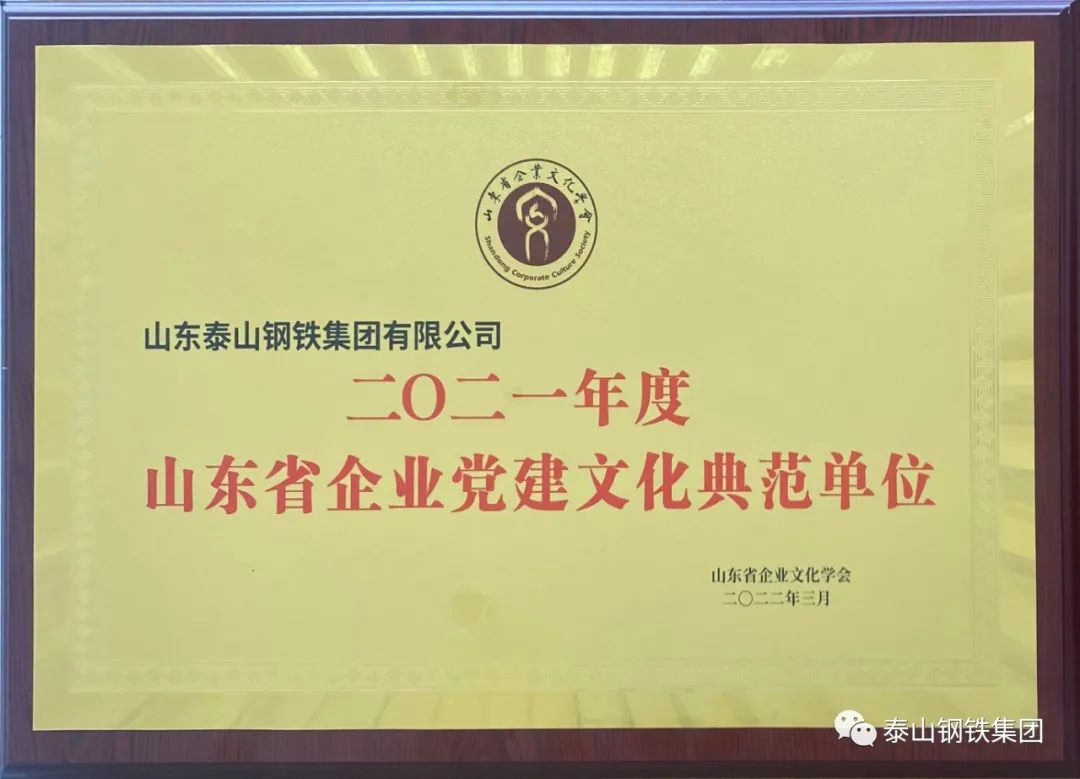 山东省企業文化学會
Shandong Corporate Culture Society
山东泰山钢铁集团有限公司
二〇二一年度
山东省企业党建文化典范单位
山东省企业文化学会
二〇二二年三月
泰山钢铁集团